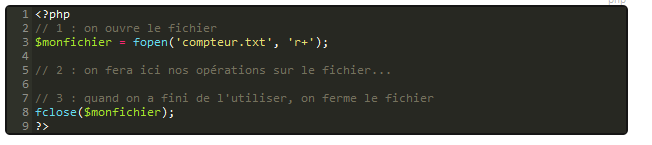 php
1 <?php
2 // 1 : on ouvre le fichier
3 $monfichier = fopen('compteur.txt', 'r+');
4
5 // 2 : on fera ici nos opérations sur le fichier...
6
7 // 3 : quand on a fini de l'utiliser, on ferme le fichier
8 fclose($monfichier);
9 ?>